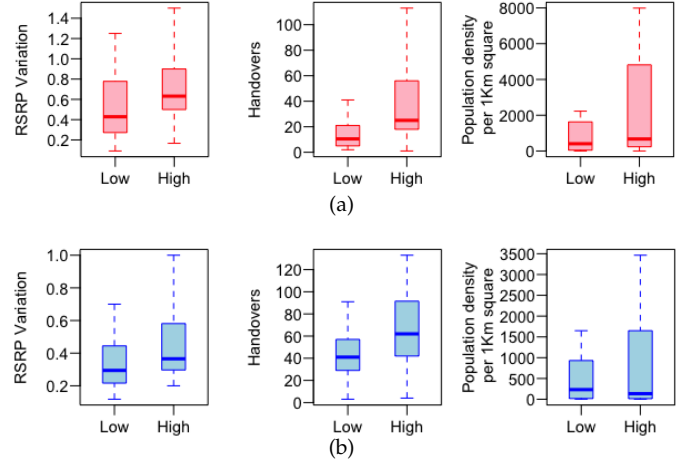 RSRP Variation
1.4
1.2
1.0
0.8
0.6
0.4
0.2
Low High
Handovers
100
80
60
40
20
0
Low High
Population density
per 1Km square
8000
6000
4000
2000
0
Low High
(a)
RSRP Variation
1.0
0.8
0.6
0.4
0.2
Low High
Handovers
120
100
80
60
40
20
0
Low High
Population density
per 1Km square
3500
3000
2500
2000
1500
1000
500
0
Low High
(b)